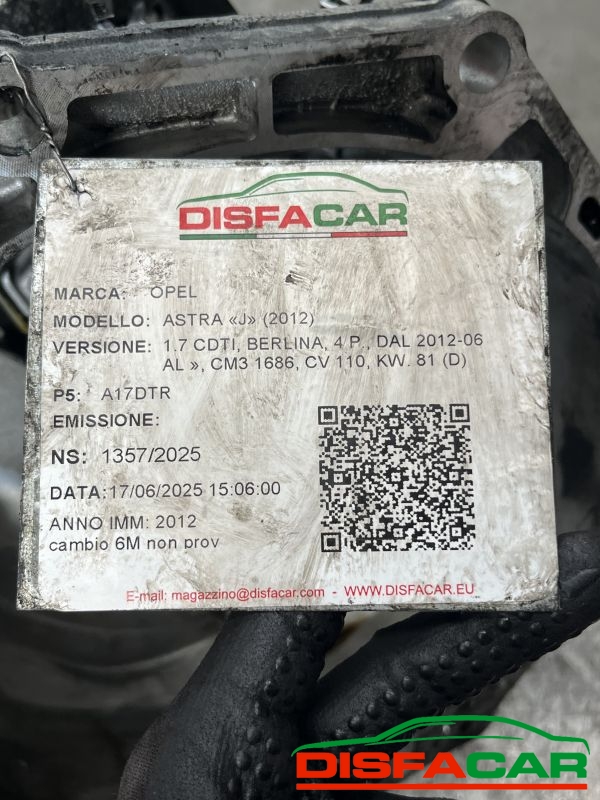 DISFACAR
MARCA: OPEL
MODELLO: ASTRA «J» (2012)
VERSIONE: 1.7 CDTI, BERLINA, 4 P., DAL 2012-06
AL », CM3 1686, CV 110, KW. 81 (D)
P5: A17DTR
EMISSIONE:
NS: 1357/2025
DATA:17/06/2025 15:06:00
ANNO IMM: 2012
cambio 6M non prov
E-mail: magazzino@disfacar.com - WWW.DISFACAR.EU
DISFACAR